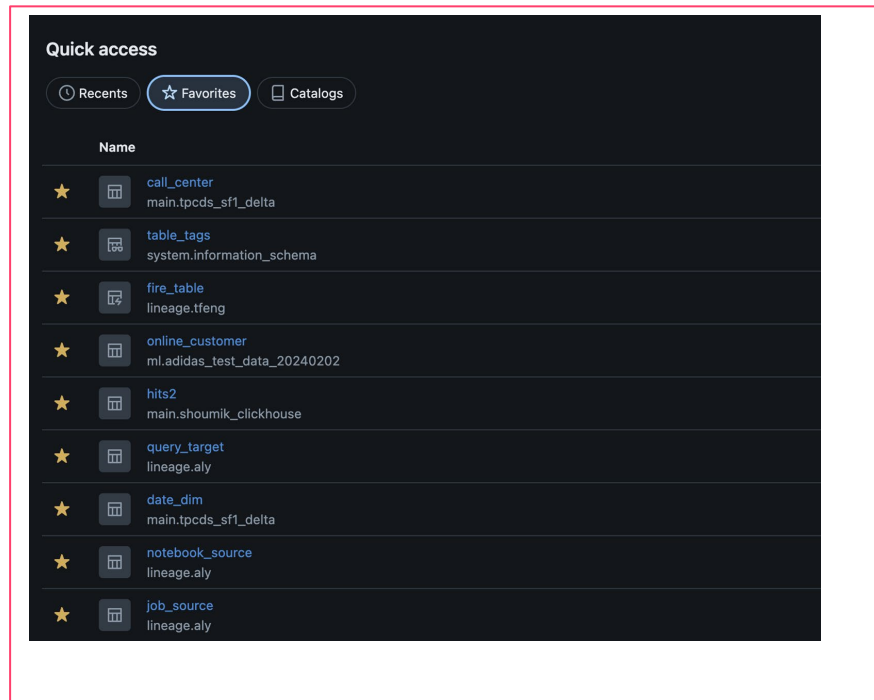 Quick access
Recents Favorites Catalogs
Name
call_center
main.tpcds_sf1_delta
table_tags
system.information_schema
fire_table
lineage.tfeng
online_customer
ml.adidas_test_data_20240202
hits2
main.shoumik_clickhouse
query_target
lineage.aly
date_dim
main.tpcds_sf1_delta
notebook_source
lineage.aly
job_source
lineage.aly